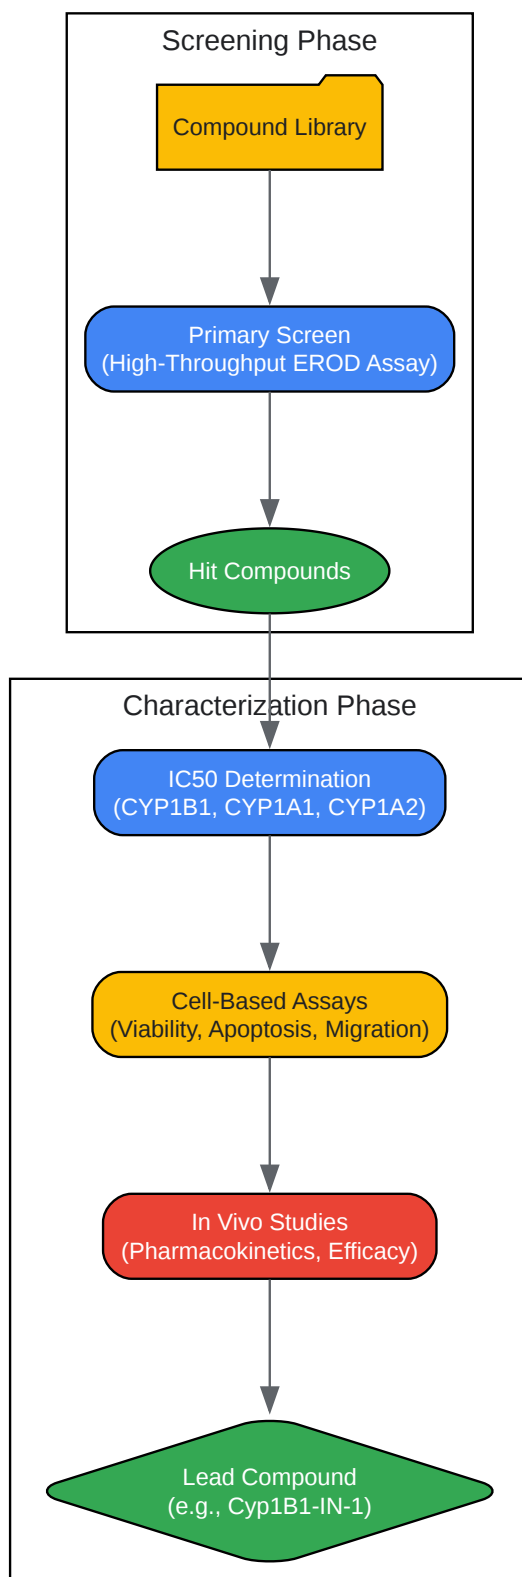 Screening Phase
Compound Library
Primary Screen
(High-Throughput EROD Assay)
Hit Compounds
Characterization Phase
IC50 Determination
(CYP1B1, CYP1A1, CYP1A2)
Cell-Based Assays
(Viability, Apoptosis, Migration)
In Vivo Studies
(Pharmacokinetics, Efficacy)
Lead Compound
(e.g., Cyp1B1-IN-1)